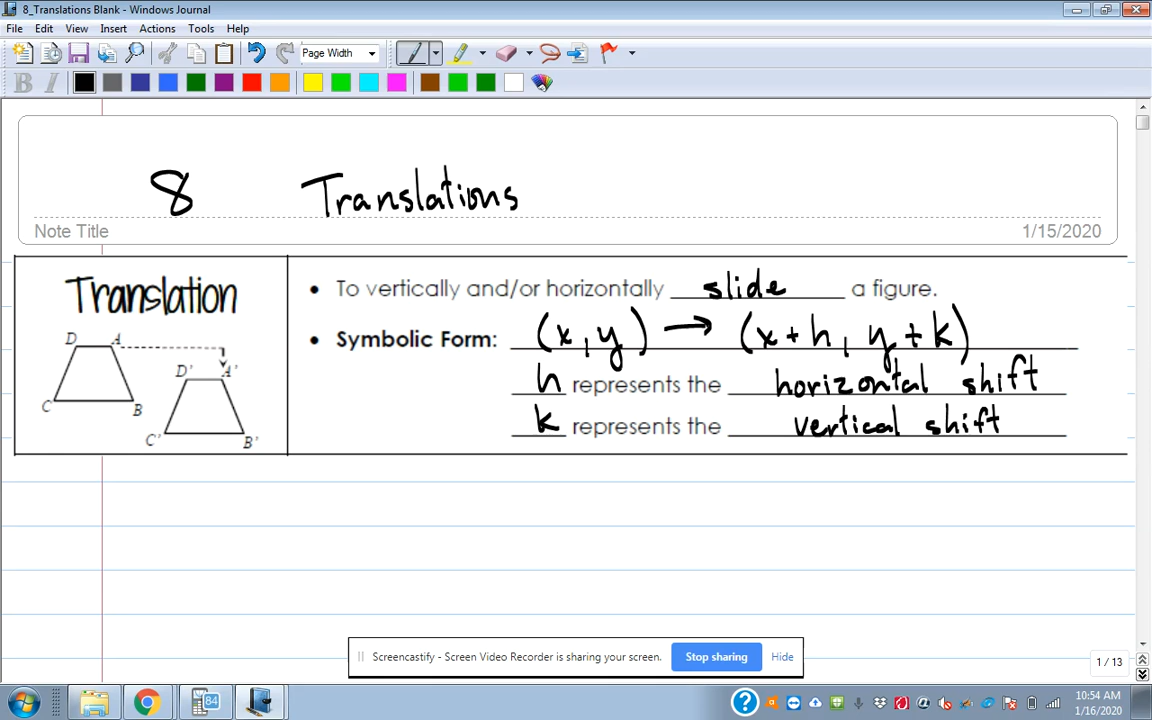 8_Translations Blank - Windows Journal
File Edit View Insert Actions Tools Help
Page Width
B I
8 Translations
Note Title 1/15/2020
Translation
• To vertically and/or horizontally slide a figure.
• Symbolic Form: (x, y) → (x + h, y + k)
h represents the horizontal shift
k represents the vertical shift
D A
D' A'
C B
C' B'
Screencastify - Screen Video Recorder is sharing your screen. Stop sharing Hide
1 / 13
84
10:54 AM
1/16/2020